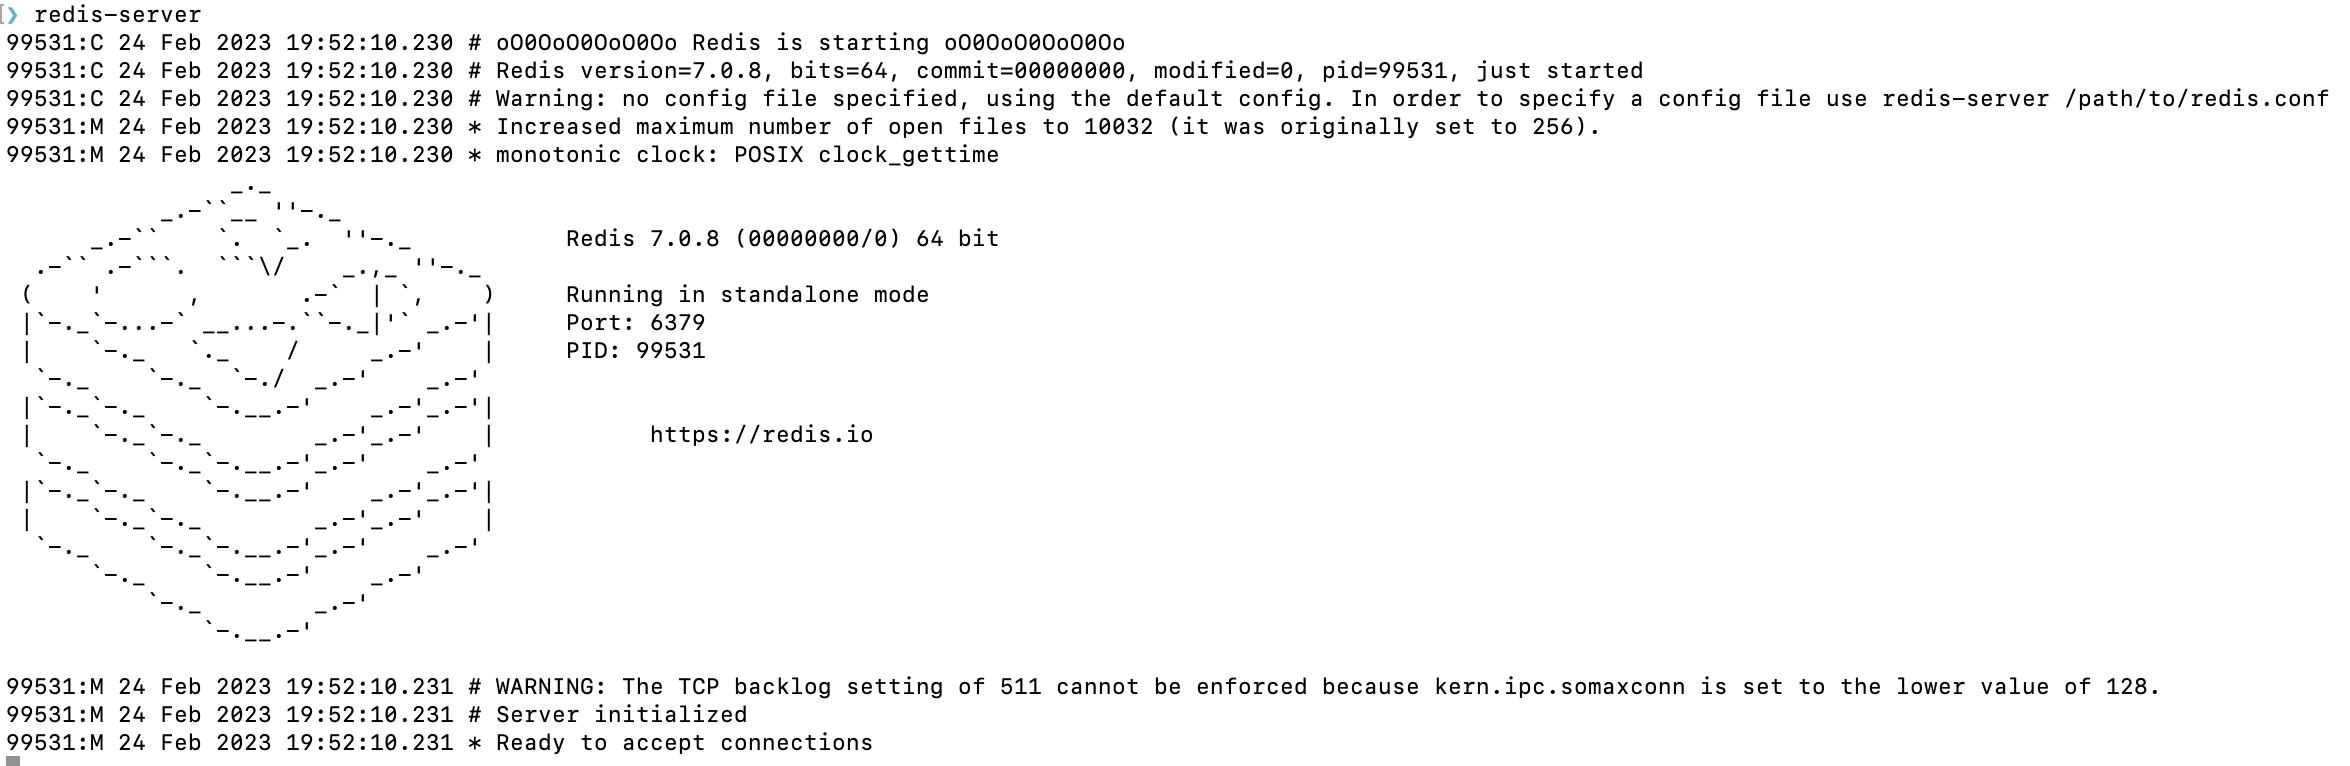 ❯ redis-server
99531:C 24 Feb 2023 19:52:10.230 # oO0OoO0OoO0Oo Redis is starting oO0OoO0OoO0Oo
99531:C 24 Feb 2023 19:52:10.230 # Redis version=7.0.8, bits=64, commit=00000000, modified=0, pid=99531, just started
99531:C 24 Feb 2023 19:52:10.230 # Warning: no config file specified, using the default config. In order to specify a config file use redis-server /path/to/redis.conf
99531:M 24 Feb 2023 19:52:10.230 * Increased maximum number of open files to 10032 (it was originally set to 256).
99531:M 24 Feb 2023 19:52:10.230 * monotonic clock: POSIX clock_gettime
Redis 7.0.8 (00000000/0) 64 bit
Running in standalone mode
Port: 6379
PID: 99531
https://redis.io
99531:M 24 Feb 2023 19:52:10.231 # WARNING: The TCP backlog setting of 511 cannot be enforced because kern.ipc.somaxconn is set to the lower value of 128.
99531:M 24 Feb 2023 19:52:10.231 # Server initialized
99531:M 24 Feb 2023 19:52:10.231 * Ready to accept connections